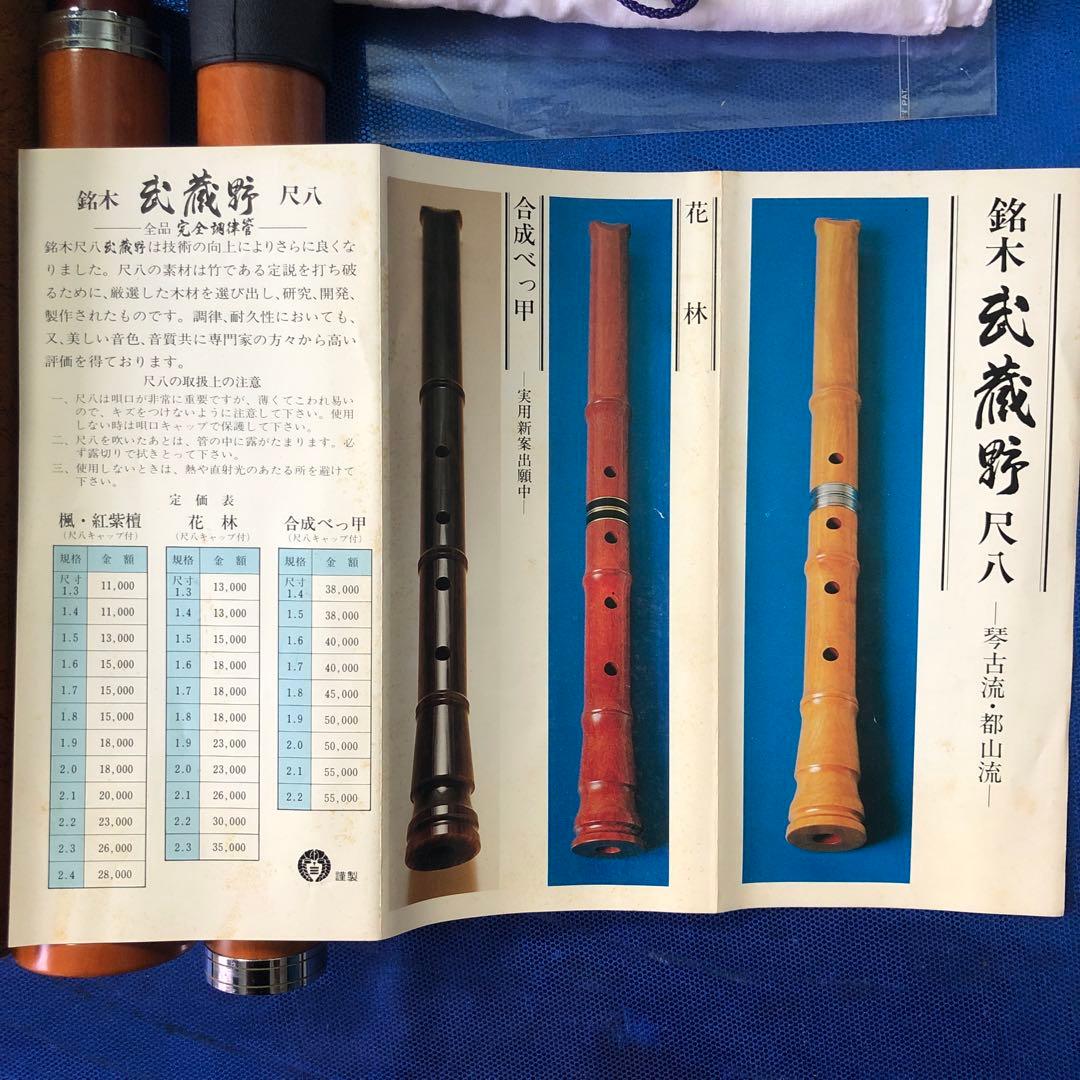 銘木 武蔵野 尺八
全品 完全調律管
銘木尺八武蔵野は技術の向上によりさらに良くな
りました。尺八の素材は竹である定説を打ち破
るために、厳選した木材を選び出し、研究、開発、
製作されたものです。調律、耐久性においても、
又、美しい音色、音質共に専門家の方々から高い
評価を得ております。
尺八の取扱上の注意
一、尺八は唄口が非常に重要ですが、薄くてこわれ易い
ので、キズをつけないように注意して下さい。使用
しない時は唄口キャップで保護して下さい。
二、尺八を吹いたあとは、管の中に露がたまります。必
ず露切りで拭きとって下さい。
三、使用しないときは、熱や直射光のあたる所を避けて
下さい。
定価表
楓・紅紫檀
(尺八キャップ付)
規格 金額
尺寸
1.3 11,000
1.4 11,000
1.5 13,000
1.6 15,000
1.7 15,000
1.8 15,000
1.9 18,000
2.0 18,000
2.1 20,000
2.2 23,000
2.3 26,000
2.4 28,000
花林
(尺八キャップ付)
規格 金額
尺寸
1.3 13,000
1.4 13,000
1.5 15,000
1.6 18,000
1.7 18,000
1.8 18,000
1.9 23,000
2.0 23,000
2.1 26,000
2.2 30,000
2.3 35,000
合成べっ甲
(尺八キャップ付)
規格 金額
尺寸
1.4 38,000
1.5 38,000
1.6 40,000
1.7 40,000
1.8 45,000
1.9 50,000
2.0 50,000
2.1 55,000
2.2 55,000
謹製
合成べっ甲
—実用新案出願中—
花林
銘木 武蔵野 尺八
—琴古流・都山流—
PAT.